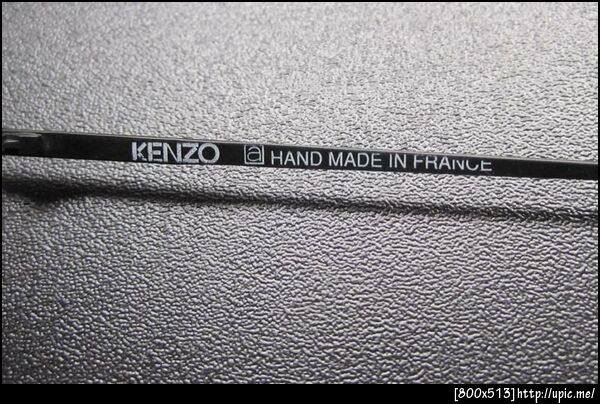 KENZO a HAND MADE IN FRANCE
[800x513]http://upic.me/